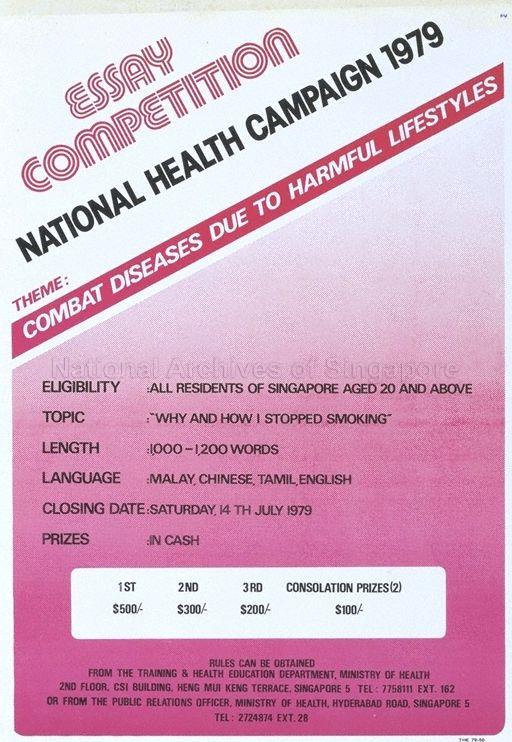 ESSAY
COMPETITION
NATIONAL HEALTH CAMPAIGN 1979
THEME:
COMBAT DISEASES DUE TO HARMFUL LIFESTYLES
National Archives of Singapore
ELIGIBILITY :ALL RESIDENTS OF SINGAPORE AGED 20 AND ABOVE
TOPIC :"WHY AND HOW I STOPPED SMOKING"
LENGTH :1,000-1,200 WORDS
LANGUAGE :MALAY, CHINESE, TAMIL, ENGLISH
CLOSING DATE :SATURDAY, 14 TH JULY 1979
PRIZES :IN CASH
1ST 2ND 3RD CONSOLATION PRIZES (2)
$500/- $300/- $200/- $100/-
RULES CAN BE OBTAINED
FROM THE TRAINING & HEALTH EDUCATION DEPARTMENT, MINISTRY OF HEALTH
2ND FLOOR, CSI BUILDING, HENG MUI KENG TERRACE, SINGAPORE 5 TEL: 7758111 EXT. 162
OR FROM THE PUBLIC RELATIONS OFFICER, MINISTRY OF HEALTH, HYDERABAD ROAD, SINGAPORE 5
TEL: 2724874 EXT. 28